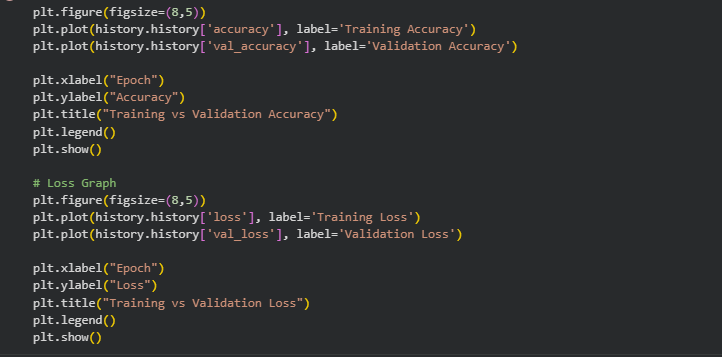 plt.figure(figsize=(8,5))
plt.plot(history.history['accuracy'], label='Training Accuracy')
plt.plot(history.history['val_accuracy'], label='Validation Accuracy')
plt.xlabel("Epoch")
plt.ylabel("Accuracy")
plt.title("Training vs Validation Accuracy")
plt.legend()
plt.show()
# Loss Graph
plt.figure(figsize=(8,5))
plt.plot(history.history['loss'], label='Training Loss')
plt.plot(history.history['val_loss'], label='Validation Loss')
plt.xlabel("Epoch")
plt.ylabel("Loss")
plt.title("Training vs Validation Loss")
plt.legend()
plt.show()